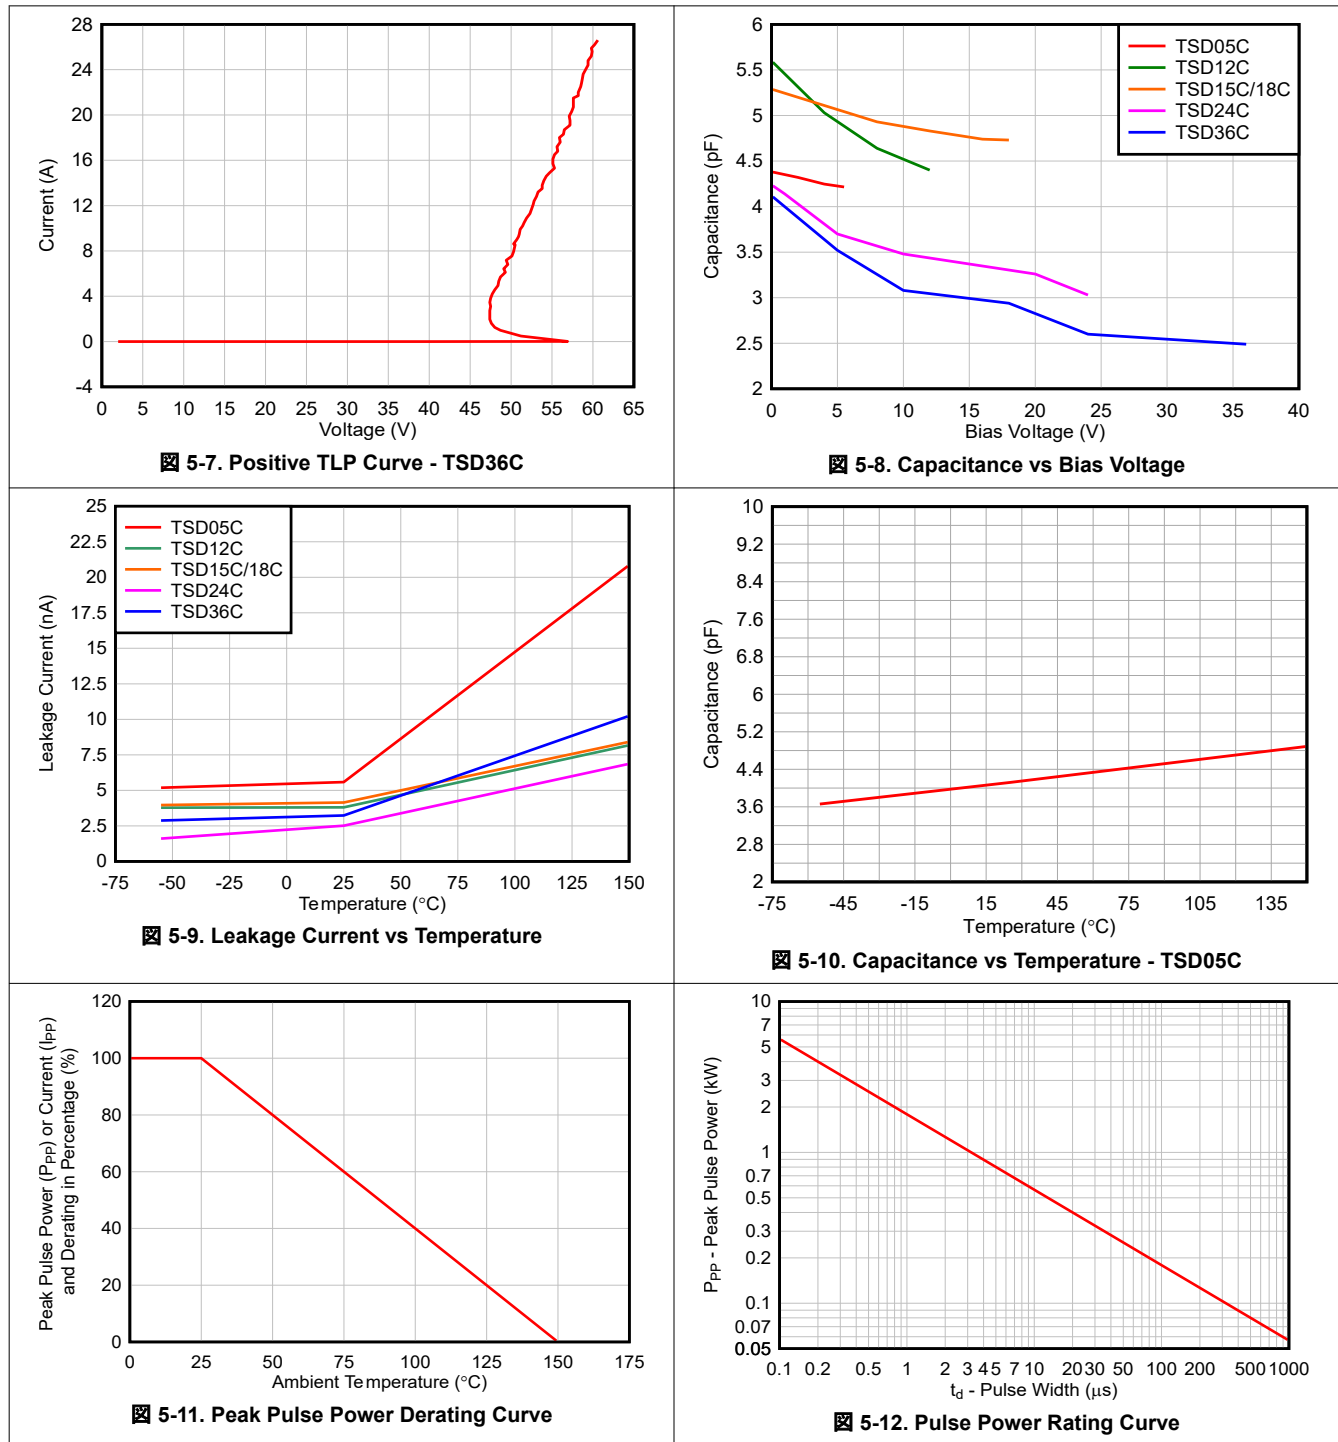 28
24
20
16
12
8
4
0
-4
Current (A)
0 5 10 15 20 25 30 35 40 45 50 55 60 65
Voltage (V)
図 5-7. Positive TLP Curve - TSD36C
6
5.5
5
4.5
4
3.5
3
2.5
2
Capacitance (pF)
TSD05C
TSD12C
TSD15C/18C
TSD24C
TSD36C
0 5 10 15 20 25 30 35 40
Bias Voltage (V)
図 5-8. Capacitance vs Bias Voltage
25
22.5
20
17.5
15
12.5
10
7.5
5
2.5
0
Leakage Current (nA)
TSD05C
TSD12C
TSD15C/18C
TSD24C
TSD36C
-75 -50 -25 0 25 50 75 100 125 150
Temperature (°C)
図 5-9. Leakage Current vs Temperature
10
9.2
8.4
7.6
6.8
6
5.2
4.4
3.6
2.8
2
Capacitance (pF)
-75 -45 -15 15 45 75 105 135
Temperature (°C)
図 5-10. Capacitance vs Temperature - TSD05C
120
100
80
60
40
20
0
Peak Pulse Power (PPP) or Current (IPP)
and Derating in Percentage (%)
0 25 50 75 100 125 150 175
Ambient Temperature (°C)
図 5-11. Peak Pulse Power Derating Curve
10
7
5
3
2
1
0.7
0.5
0.3
0.2
0.1
0.07
0.05
PPP - Peak Pulse Power (kW)
0.1 0.2 0.5 1 2 3 4 5 7 10 20 30 50 100 200 500 1000
td - Pulse Width (µs)
図 5-12. Pulse Power Rating Curve